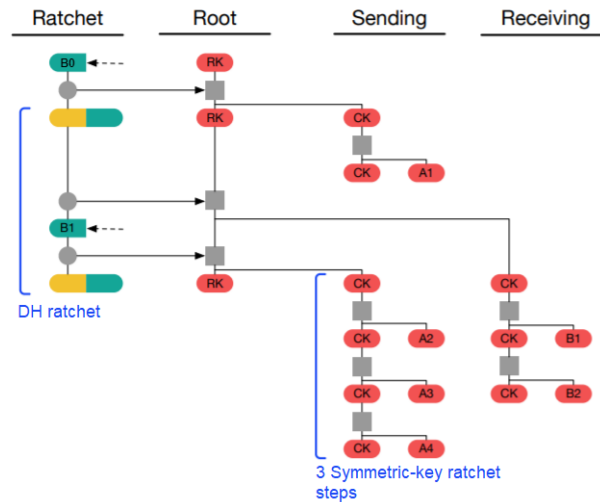 Ratchet Root Sending Receiving
B0 RK
RK CK
CK A1
B1
RK CK CK
DH ratchet
CK A2 CK B1
CK A3 CK B2
CK A4
3 Symmetric-key ratchet
steps